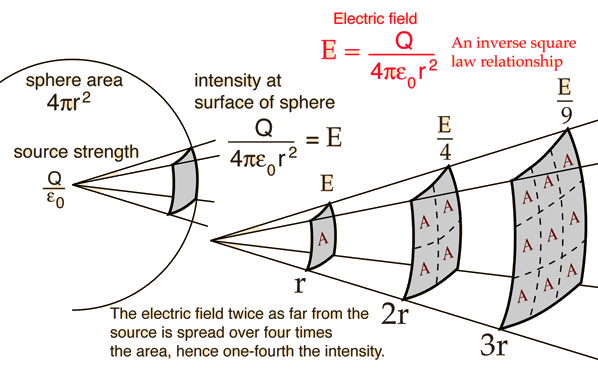 Electric field
E = Q / 4πε₀r²
An inverse square
law relationship
sphere area
4πr²
intensity at
surface of sphere
Q / 4πε₀r² = E
source strength
Q / ε₀
E
E / 4
E / 9
A
A A
A A
A A A
A A A
A A A
r
2r
3r
The electric field twice as far from the
source is spread over four times
the area, hence one-fourth the intensity.